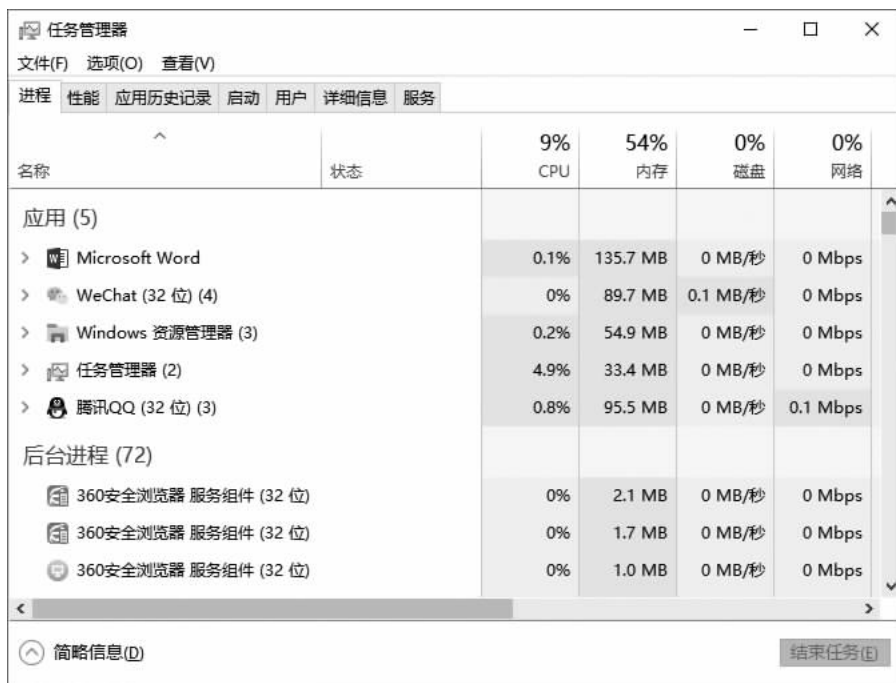 任务管理器
文件(F) 选项(O) 查看(V)
进程 性能 应用历史记录 启动 用户 详细信息 服务
9% 54% 0% 0%
名称 状态 CPU 内存 磁盘 网络
应用 (5)
Microsoft Word 0.1% 135.7 MB 0 MB/秒 0 Mbps
WeChat (32 位) (4) 0% 89.7 MB 0.1 MB/秒 0 Mbps
Windows 资源管理器 (3) 0.2% 54.9 MB 0 MB/秒 0 Mbps
任务管理器 (2) 4.9% 33.4 MB 0 MB/秒 0 Mbps
腾讯QQ (32 位) (3) 0.8% 95.5 MB 0 MB/秒 0.1 Mbps
后台进程 (72)
360安全浏览器 服务组件 (32 位) 0% 2.1 MB 0 MB/秒 0 Mbps
360安全浏览器 服务组件 (32 位) 0% 1.7 MB 0 MB/秒 0 Mbps
360安全浏览器 服务组件 (32 位) 0% 1.0 MB 0 MB/秒 0 Mbps
简略信息(D) 结束任务(E)